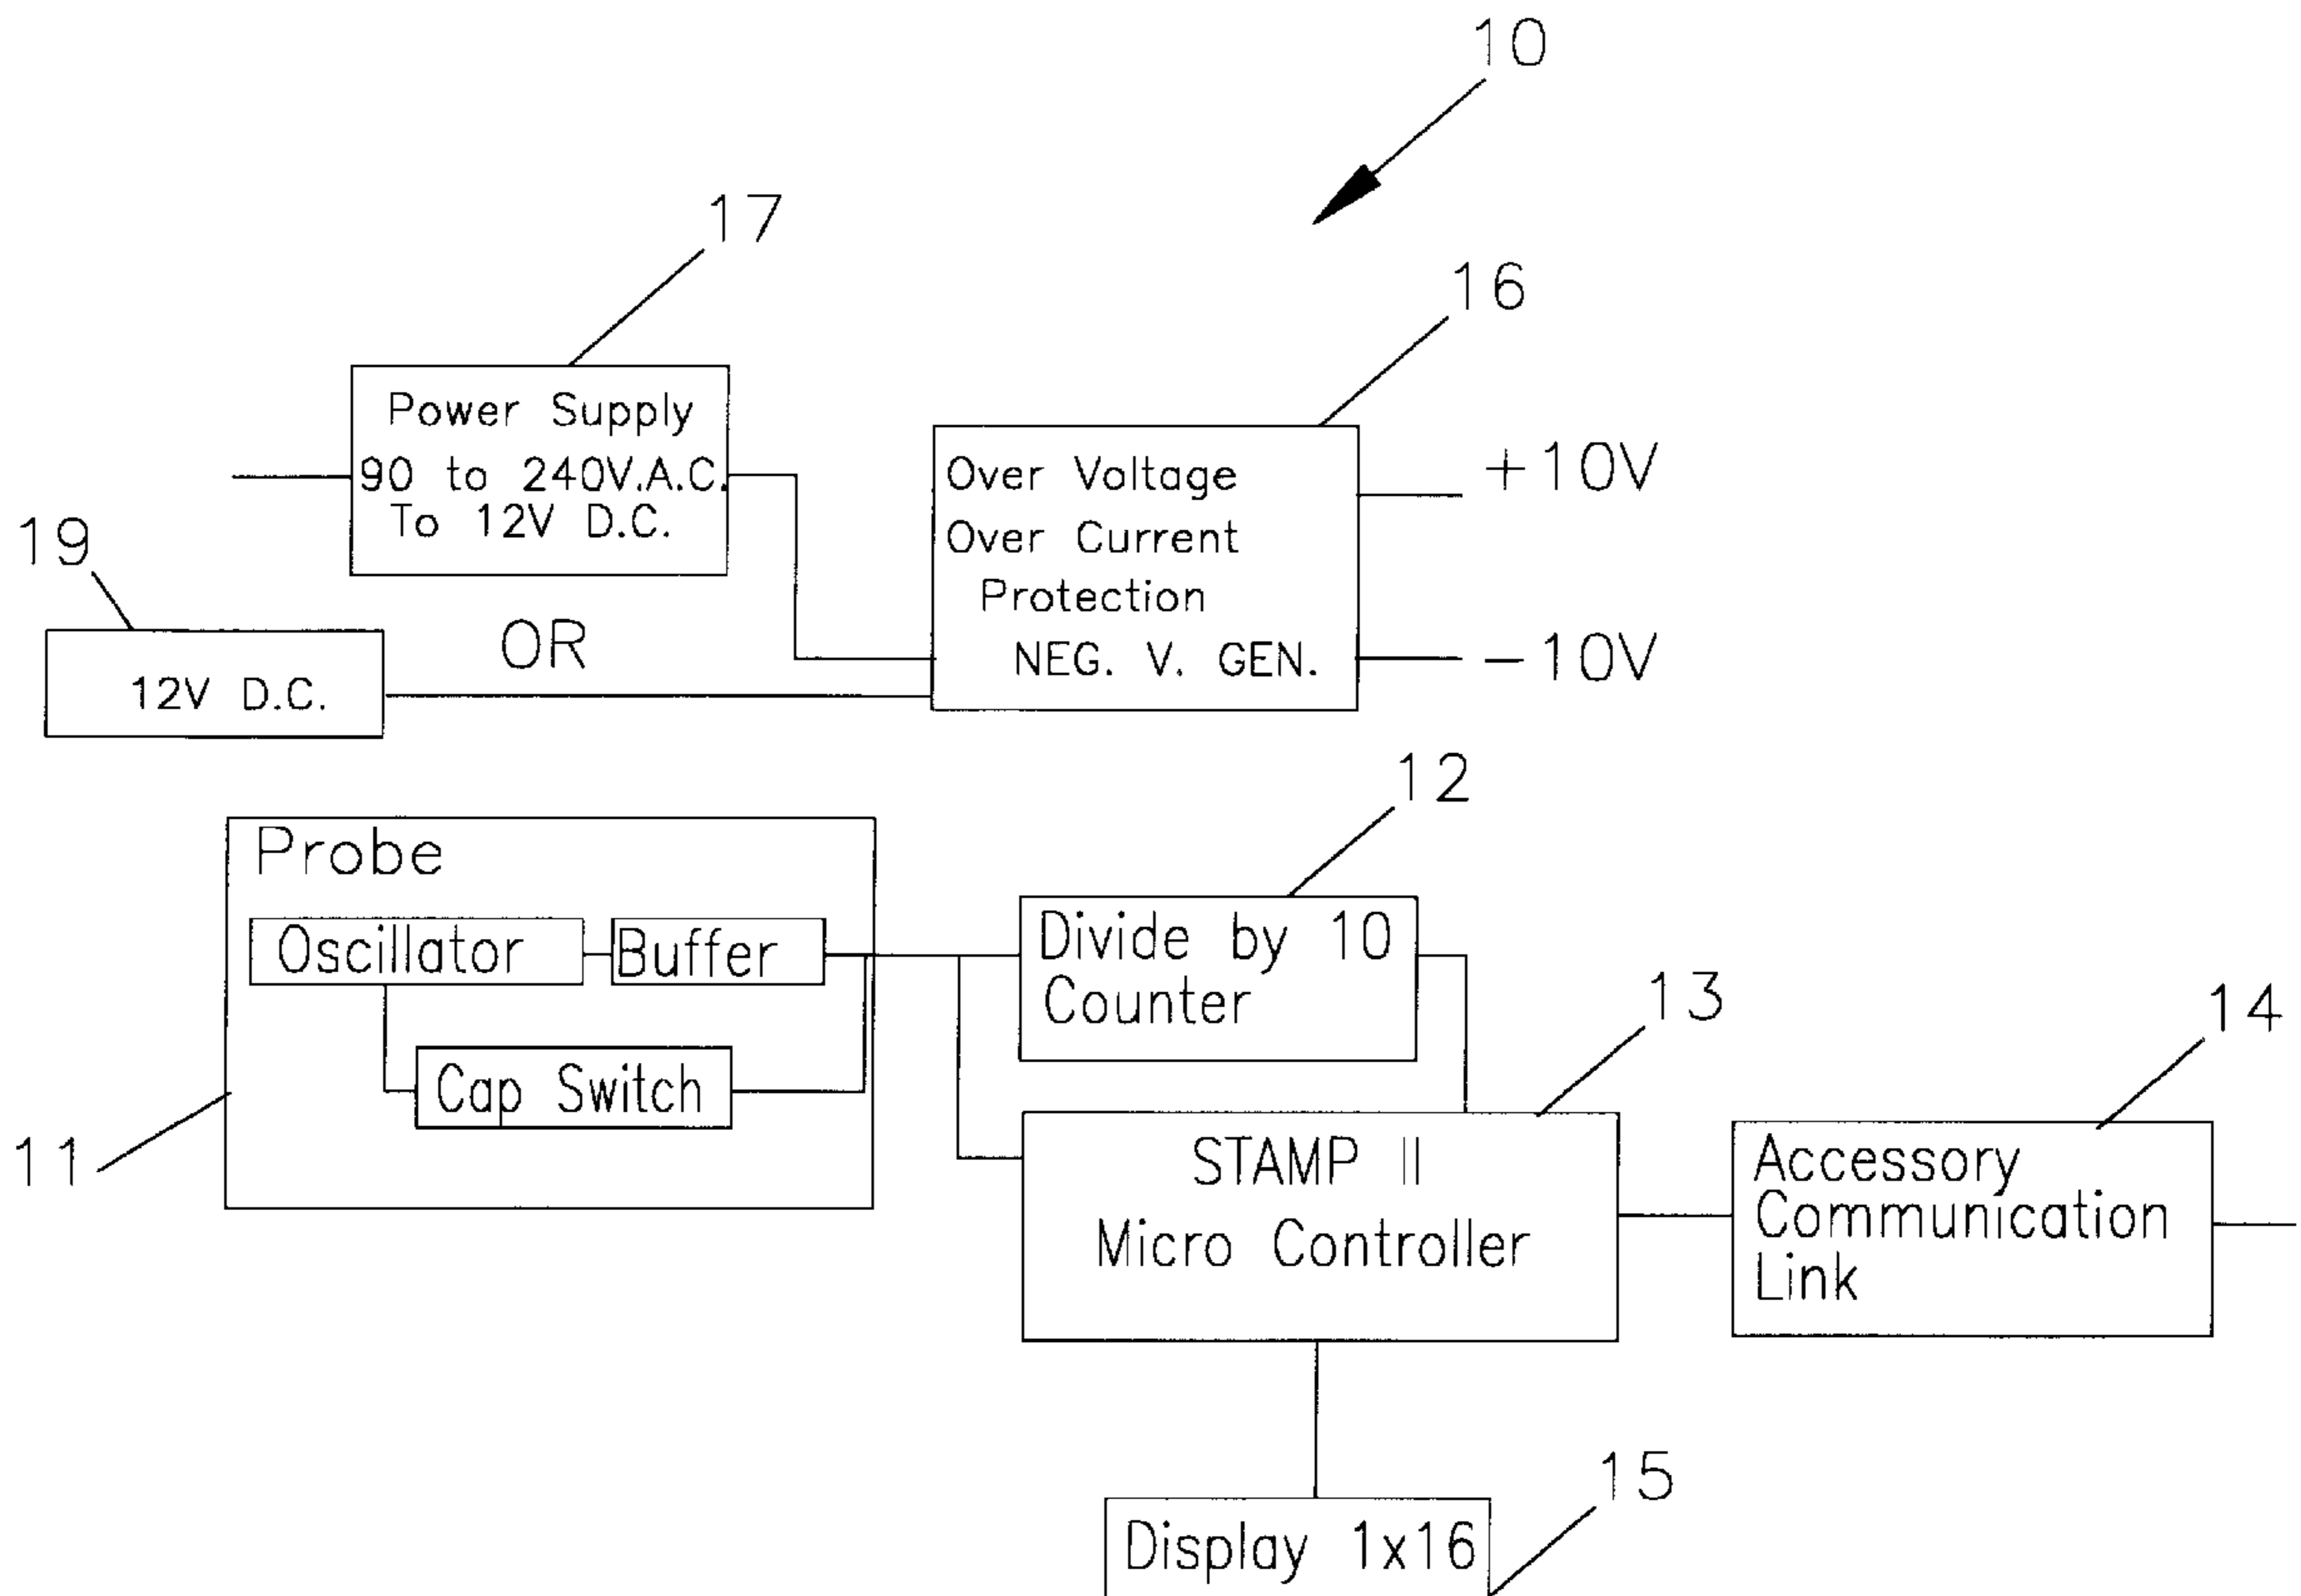 10
17
16
Power Supply
90 to 240V.A.C.
To 12V D.C.
Over Voltage
Over Current
Protection
NEG. V. GEN.
+10V
-10V
19
OR
12V D.C.
12
Probe
Oscillator
Buffer
Cap Switch
11
Divide by 10
Counter
13
14
STAMP II
Micro Controller
Accessory
Communication
Link
15
Display 1x16